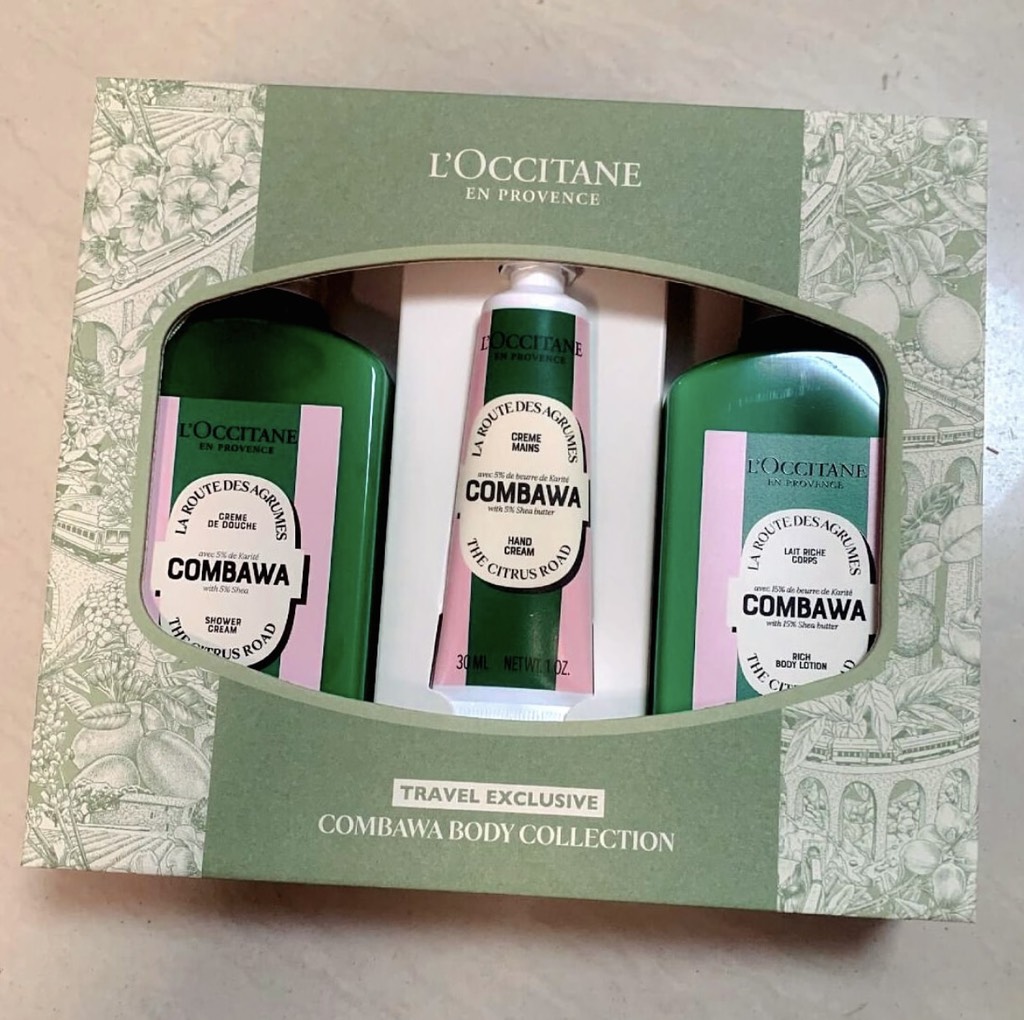 L'OCCITANE
EN PROVENCE
L'OCCITANE
EN PROVENCE
LA ROUTE DES AGRUMES
CREME
DE DOUCHE
avec 5% de Karité
COMBAWA
with 5% Shea
SHOWER
CREAM
THE CITRUS ROAD
L'OCCITANE
EN PROVENCE
LA ROUTE DES AGRUMES
CREME
MAINS
avec 5% de beurre de Karité
COMBAWA
with 5% Shea butter
HAND
CREAM
THE CITRUS ROAD
30 ML NET WT. 1 OZ.
L'OCCITANE
EN PROVENCE
LA ROUTE DES AGRUMES
LAIT RICHE
CORPS
avec 15% de beurre de Karité
COMBAWA
with 15% Shea butter
RICH
BODY LOTION
THE
TRAVEL EXCLUSIVE
COMBAWA BODY COLLECTION